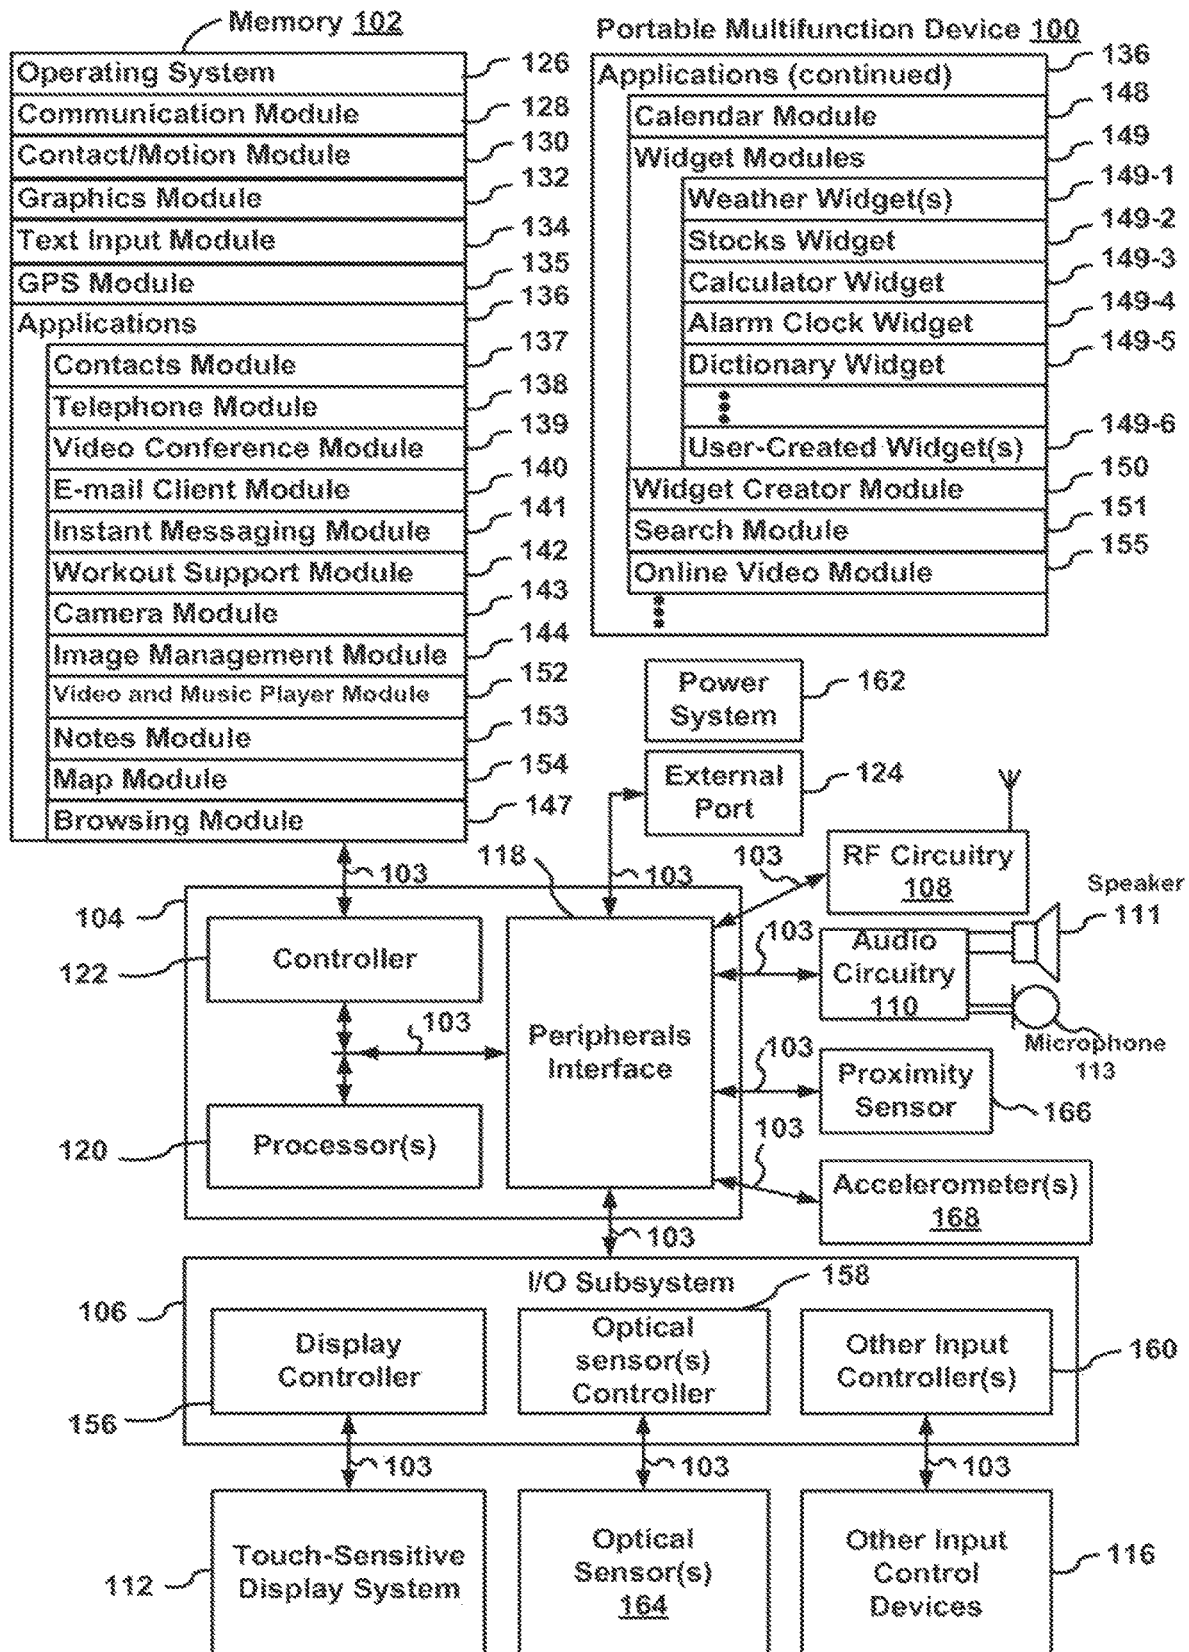 Memory 102
Operating System 126
Communication Module 128
Contact/Motion Module 130
Graphics Module 132
Text Input Module 134
GPS Module 135
Applications 136
Contacts Module 137
Telephone Module 138
Video Conference Module 139
E-mail Client Module 140
Instant Messaging Module 141
Workout Support Module 142
Camera Module 143
Image Management Module 144
Video and Music Player Module 152
Notes Module 153
Map Module 154
Browsing Module 147
Portable Multifunction Device 100
Applications (continued) 136
Calendar Module 148
Widget Modules 149
Weather Widget(s) 149-1
Stocks Widget 149-2
Calculator Widget 149-3
Alarm Clock Widget 149-4
Dictionary Widget 149-5
User-Created Widget(s) 149-6
Widget Creator Module 150
Search Module 151
Online Video Module 155
Power
System
162
External
Port
124
103
118
103
103
RF Circuitry
108
Speaker
111
104
122
Controller
103
Audio
Circuitry
110
103
Peripherals
Interface
Microphone
113
103
Proximity
Sensor
166
120
Processor(s)
103
Accelerometer(s)
168
103
I/O Subsystem
158
106
Display
Controller
Optical
sensor(s)
Controller
Other Input
Controller(s)
160
156
103
103
103
112
Touch-Sensitive
Display System
Optical
Sensor(s)
164
Other Input
Control
Devices
116